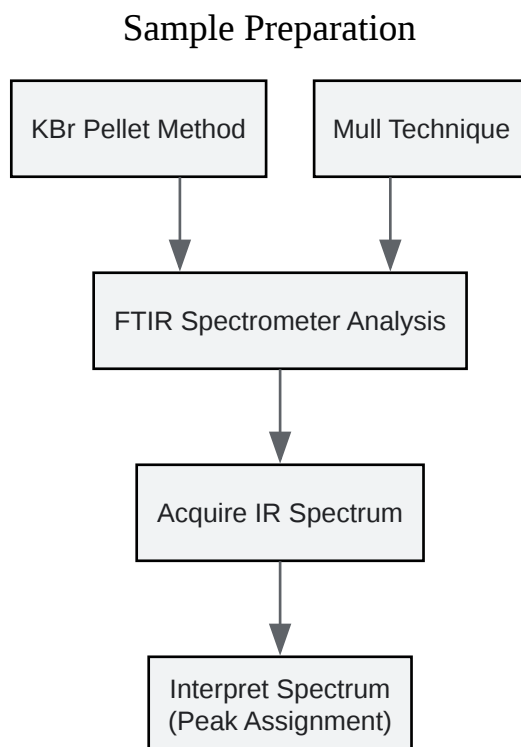 Sample Preparation
KBr Pellet Method
Mull Technique
FTIR Spectrometer Analysis
Acquire IR Spectrum
Interpret Spectrum
(Peak Assignment)